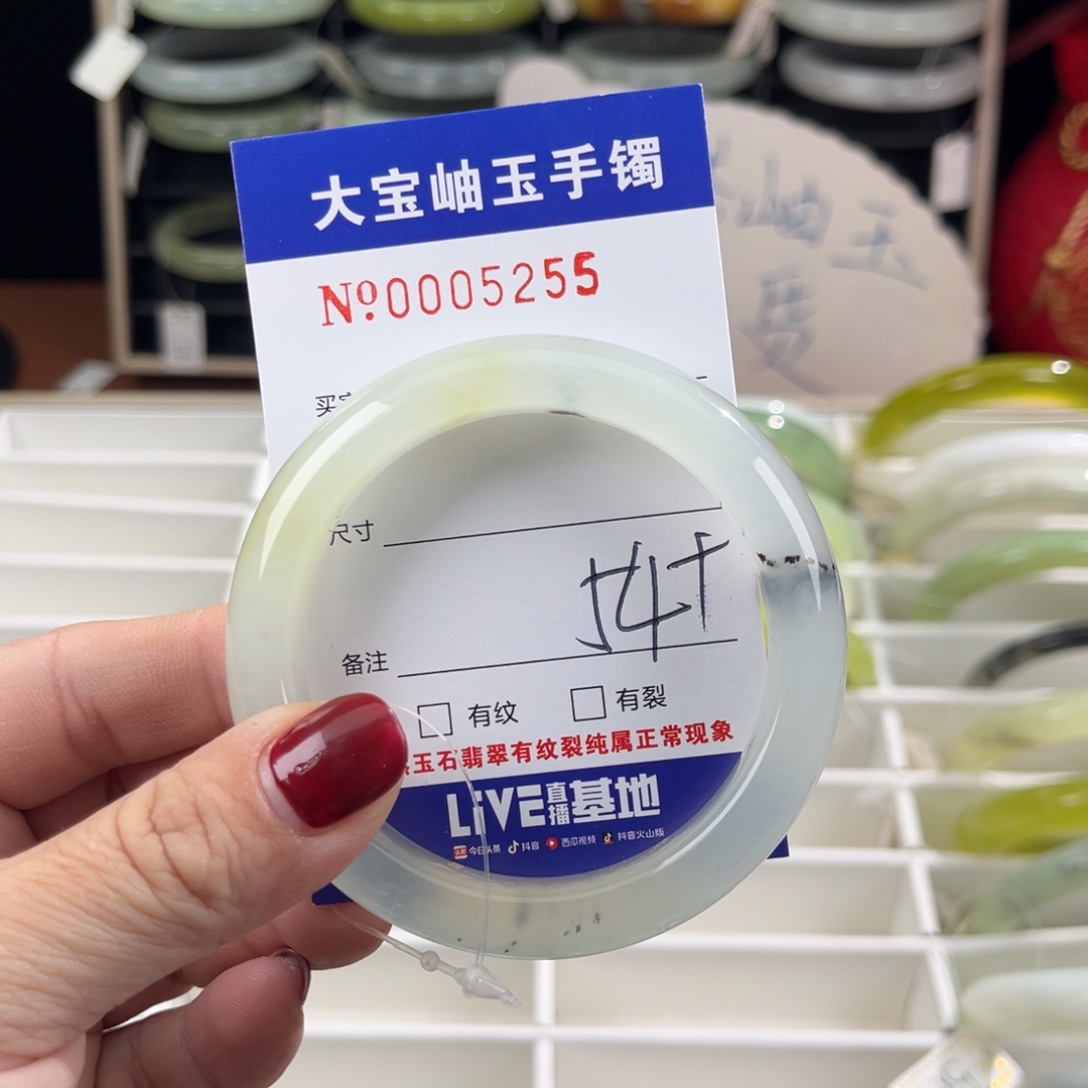 大宝岫玉手镯
№0005255
岫玉
尺寸
54+
备注
□ 有纹 □ 有裂
玉石翡翠有纹裂纯属正常现象
LIVE直播基地
今日头条 抖音 西瓜视频 抖音火山版